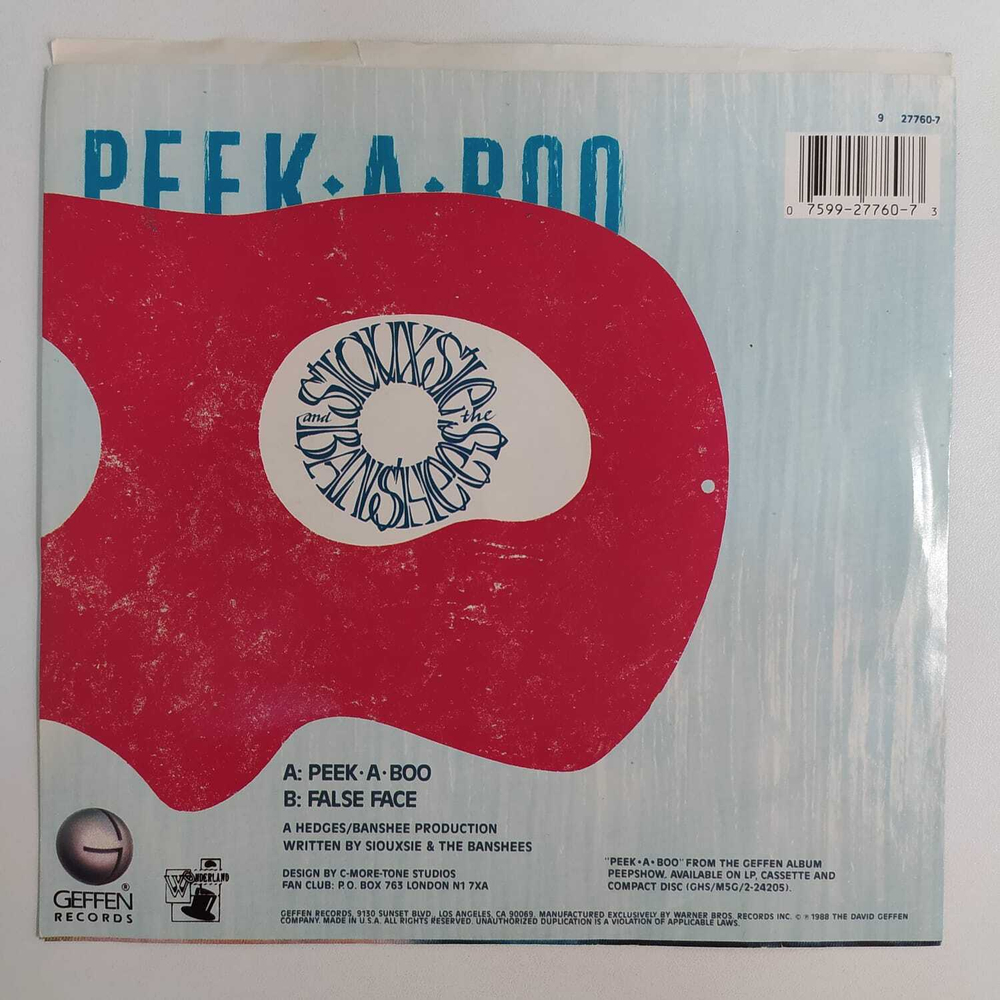 9 27760-7
PEEK·A·BOO
0 7599-27760-7 3
SIOUXSIE
and the
BANSHEES
A: PEEK·A·BOO
B: FALSE FACE
A HEDGES/BANSHEE PRODUCTION
WRITTEN BY SIOUXSIE & THE BANSHEES
DESIGN BY C-MORE-TONE STUDIOS
FAN CLUB: P.O. BOX 763 LONDON N1 7XA
"PEEK·A·BOO" FROM THE GEFFEN ALBUM
PEEPSHOW, AVAILABLE ON LP, CASSETTE AND
COMPACT DISC (GHS/M5G/2-24205).
G
GEFFEN®
RECORDS
WONDERLAND
GEFFEN RECORDS, 9130 SUNSET BLVD., LOS ANGELES, CA 90069. MANUFACTURED EXCLUSIVELY BY WARNER BROS. RECORDS INC. © ℗ 1988 THE DAVID GEFFEN
COMPANY. MADE IN U.S.A. ALL RIGHTS RESERVED. UNAUTHORIZED DUPLICATION IS A VIOLATION OF APPLICABLE LAWS.